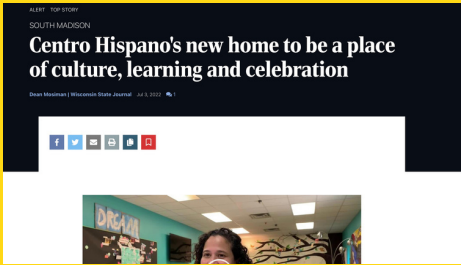 ALERT TOP STORY
SOUTH MADISON
Centro Hispano's new home to be a place
of culture, learning and celebration
Dean Mosiman | Wisconsin State Journal Jul 3, 2022 1
DREAM